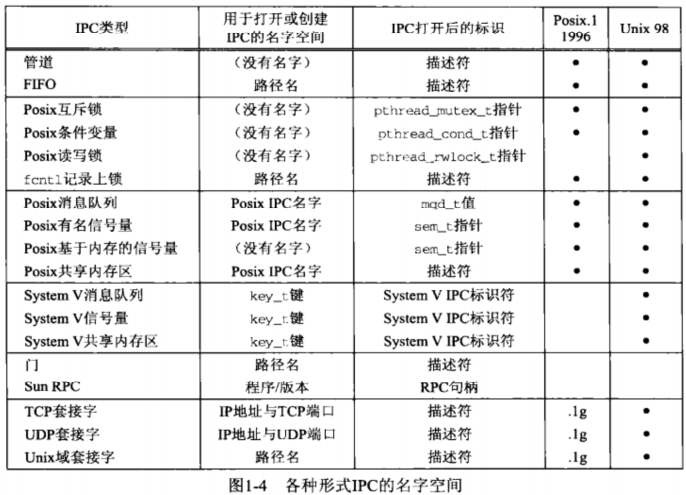 IPC类型 用于打开或创建IPC的名字空间 IPC打开后的标识 Posix.1 1996 Unix 98
管道 （没有名字） 描述符 • •
FIFO 路径名 描述符 • •
Posix互斥锁 （没有名字） pthread_mutex_t指针 • •
Posix条件变量 （没有名字） pthread_cond_t指针 • •
Posix读写锁 （没有名字） pthread_rwlock_t指针 •
fcntl记录上锁 路径名 描述符 • •
Posix消息队列 Posix IPC名字 mqd_t值 • •
Posix有名信号量 Posix IPC名字 sem_t指针 • •
Posix基于内存的信号量 （没有名字） sem_t指针 • •
Posix共享内存区 Posix IPC名字 描述符 • •
System V消息队列 key_t键 System V IPC标识符 •
System V信号量 key_t键 System V IPC标识符 •
System V共享内存区 key_t键 System V IPC标识符 •
门 路径名 描述符
Sun RPC 程序/版本 RPC句柄
TCP套接字 IP地址与TCP端口 描述符 .1g •
UDP套接字 IP地址与UDP端口 描述符 .1g •
Unix域套接字 路径名 描述符 .1g •
图1-4 各种形式IPC的名字空间